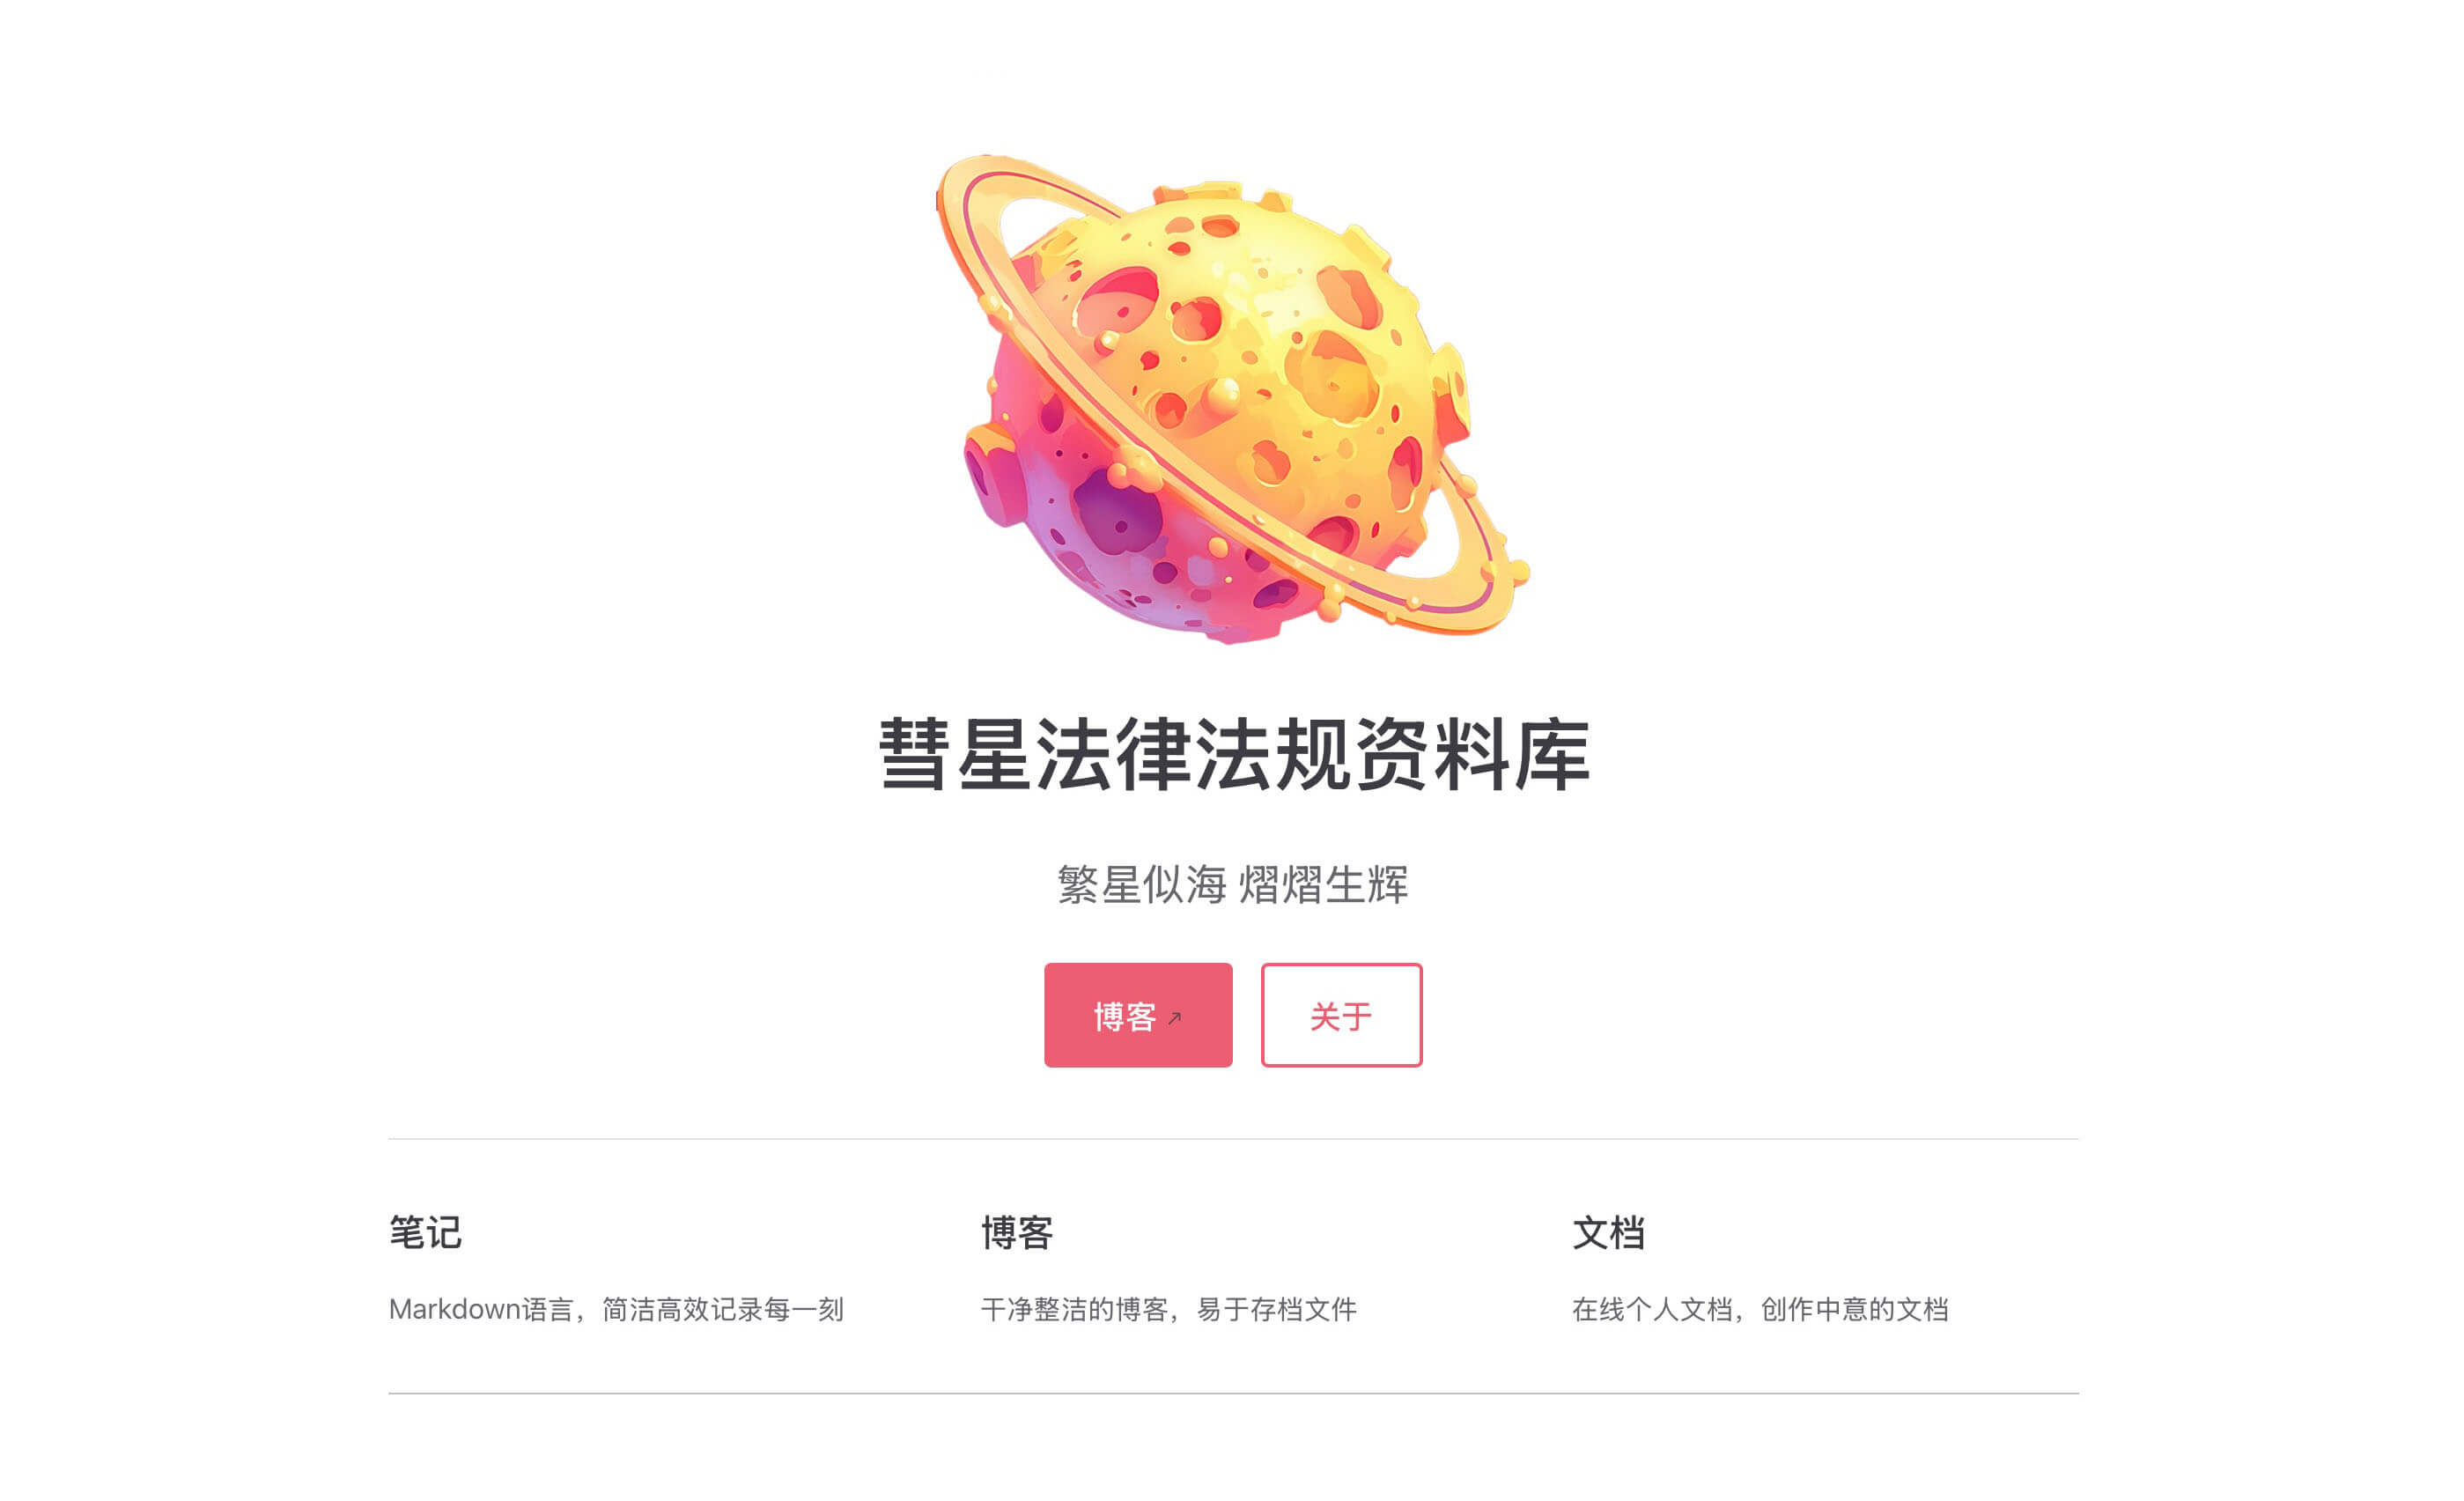 彗星法律法规资料库
繁星似海 熠熠生辉
博客 ↗
关于
笔记
Markdown语言，简洁高效记录每一刻
博客
干净整洁的博客，易于存档文件
文档
在线个人文档，创作中意的文档